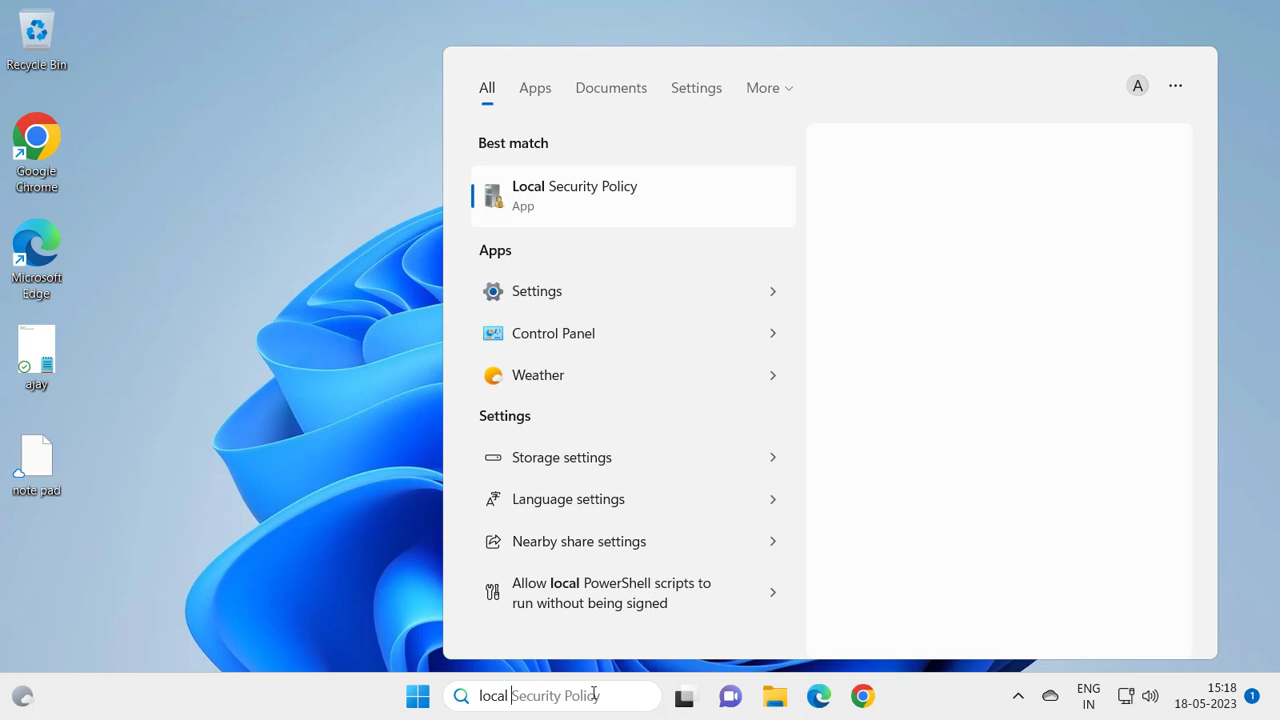 Recycle Bin
Google
Chrome
Microsoft
Edge
ajay
note pad
All
Apps
Documents
Settings
More
A
Best match
Local Security Policy
App
Apps
Settings
Control Panel
Weather
Settings
Storage settings
Language settings
Nearby share settings
Allow local PowerShell scripts to
run without being signed
local Security Policy
ENG
IN
15:18
18-05-2023
1